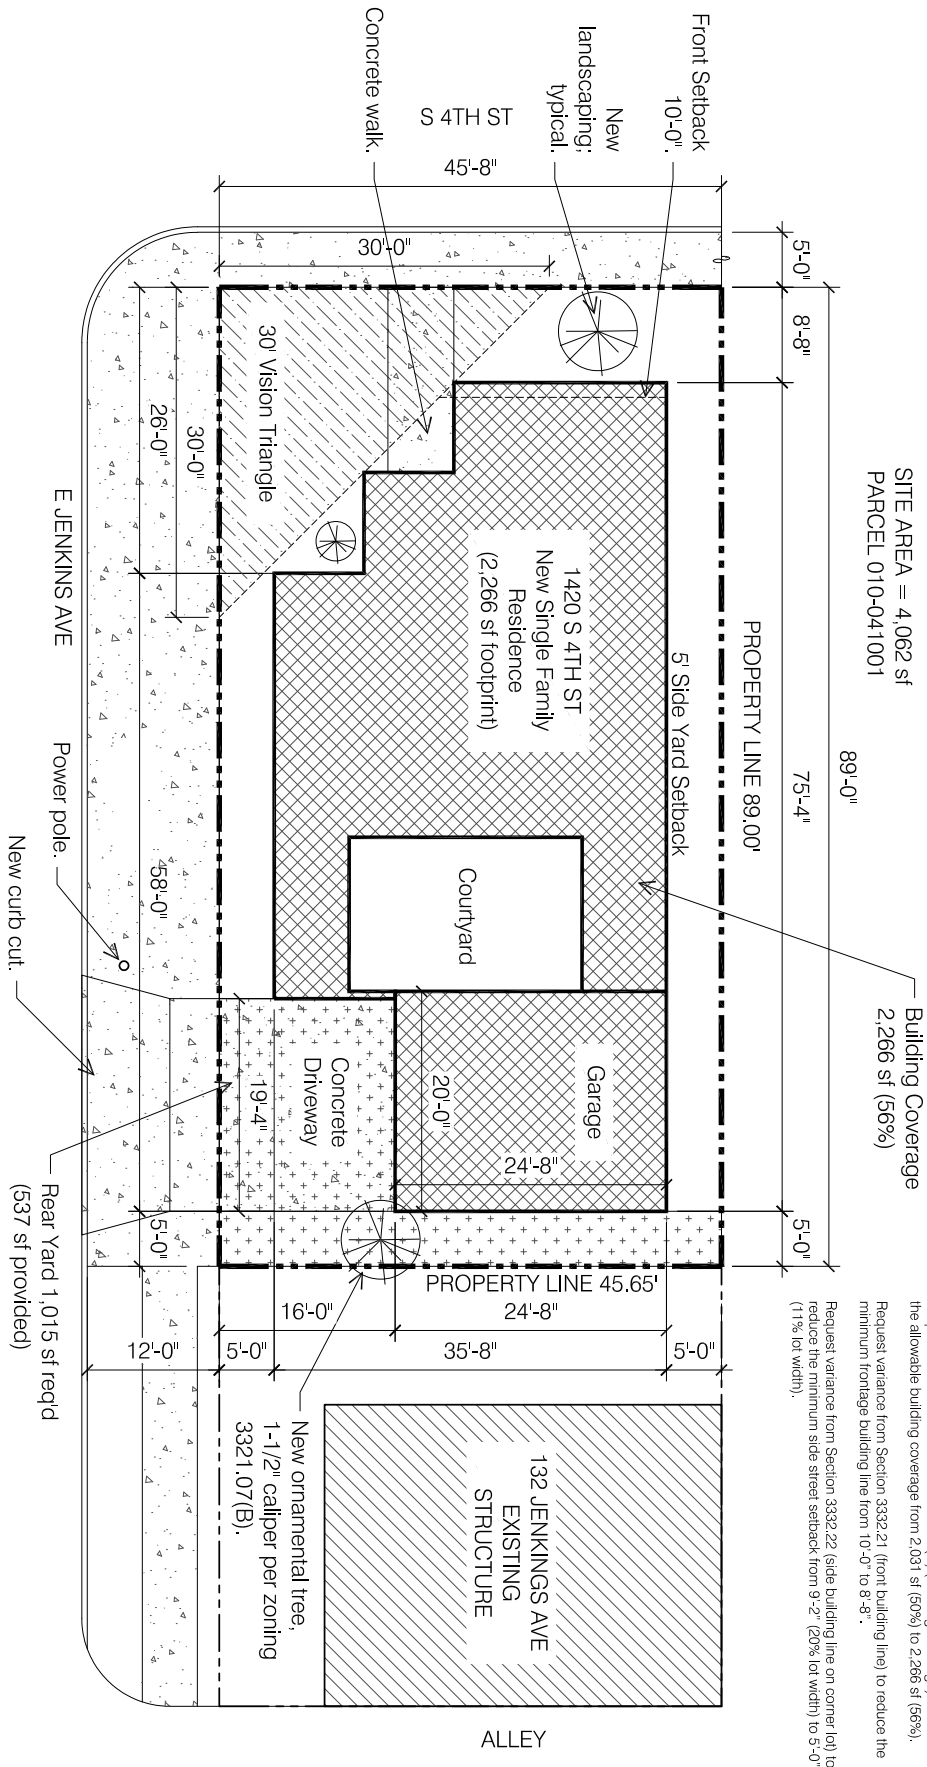 the allowable building coverage from 2,031 sf (50%) to 2,266 sf (56%).
Request variance from Section 3332.21 (front building line) to reduce the
minimum frontage building line from 10'-0" to 8'-8".
Request variance from Section 3332.22 (side building line on corner lot) to
reduce the minimum side street setback from 9'-2" (20% lot width) to 5'-0"
(11% lot width).
SITE AREA = 4,062 sf
PARCEL 010-041001
Building Coverage
2,266 sf (56%)
89'-0"
5'-0"
8'-8"
75'-4"
5'-0"
PROPERTY LINE 89.00'
Front Setback
10'-0".
New
landscaping;
typical.
Concrete walk.
S 4TH ST
45'-8"
30'-0"
5' Side Yard Setback
1420 S 4TH ST
New Single Family
Residence
(2,266 sf footprint)
Courtyard
Garage
24'-8"
20'-0"
Concrete
Driveway
19'-4"
30' Vision Triangle
30'-0"
26'-0"
58'-0"
5'-0"
E JENKINS AVE
Power pole.
New curb cut.
Rear Yard 1,015 sf req'd
(537 sf provided)
PROPERTY LINE 45.65'
16'-0"
24'-8"
12'-0"
5'-0"
35'-8"
5'-0"
New ornamental tree,
1-1/2" caliper per zoning
3321.07(B).
132 JENKINGS AVE
EXISTING
STRUCTURE
ALLEY